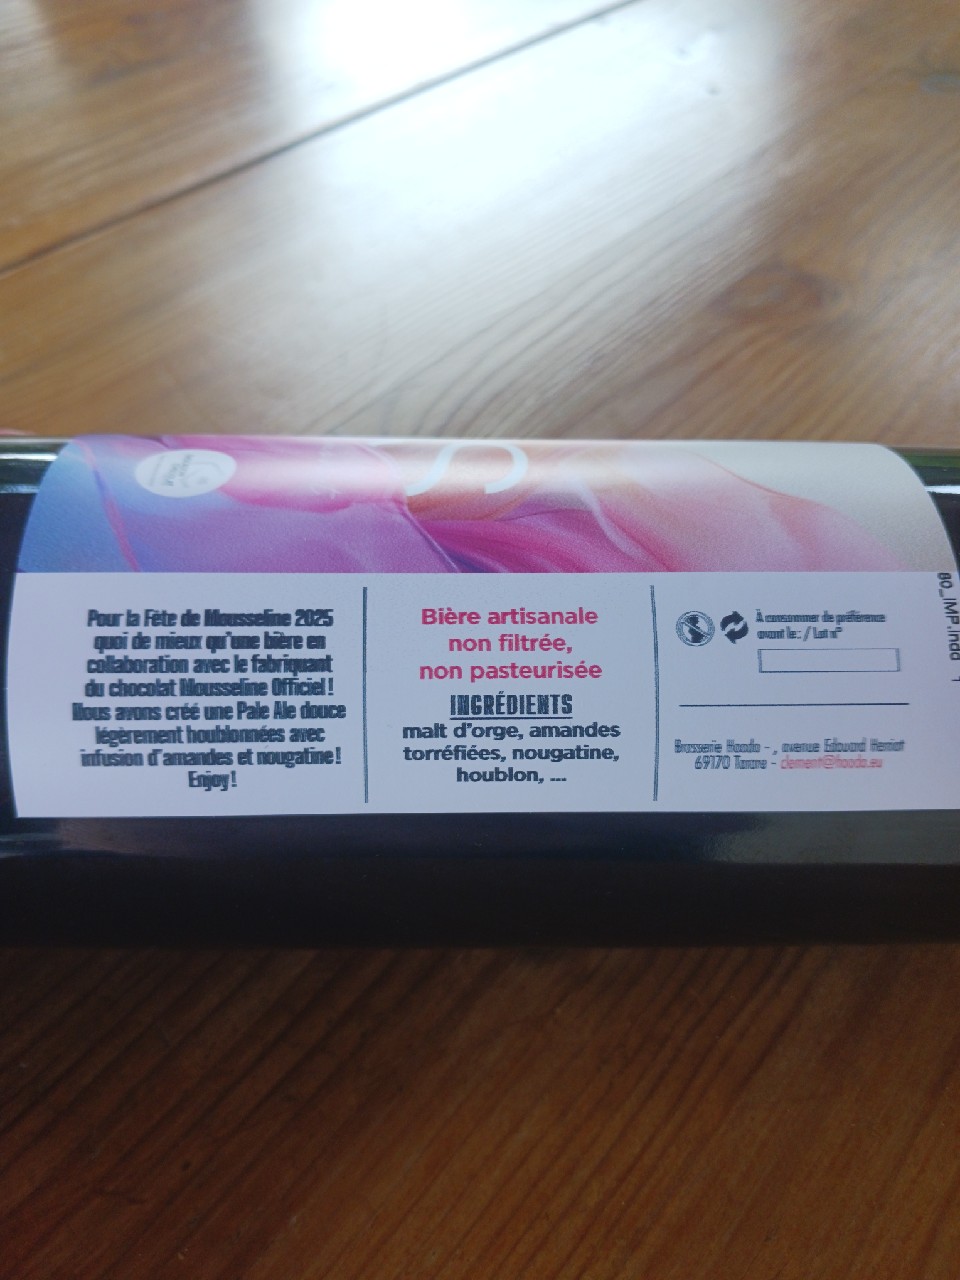 S
Pour la Fête de Mousseline 2025
quoi de mieux qu'une bière en
collaboration avec le fabriquant
du chocolat Mousseline Officiel !
Nous avons créé une Pale Ale douce
légèrement houblonnées avec
infusion d'amandes et nougatine !
Enjoy !
Bière artisanale
non filtrée,
non pasteurisée
INGRÉDIENTS
malt d'orge, amandes
torréfiées, nougatine,
houblon, ...
À consommer de préférence
avant le : / Lot n°
Brasserie - , avenue Edouard Herriot
69170 Tarare -